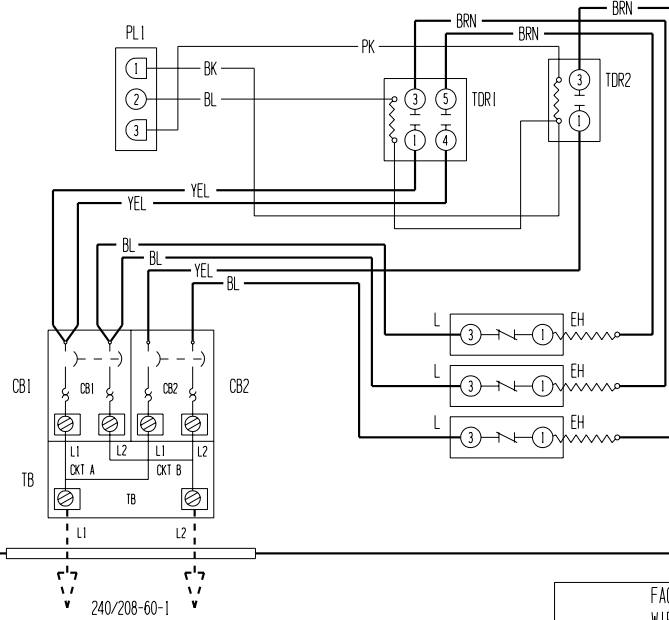 BRN
BRN
BRN
PL1
PK
1
BK
2
BL
3
3
5
TDR1
1
4
3
TDR2
1
YEL
YEL
BL
BL
YEL
BL
L
3
1
EH
L
3
1
EH
L
3
1
EH
CB1
CB1
CB2
CB2
L1
L2
L1
L2
CKT A
CKT B
TB
TB
L1
L2
240/208-60-1